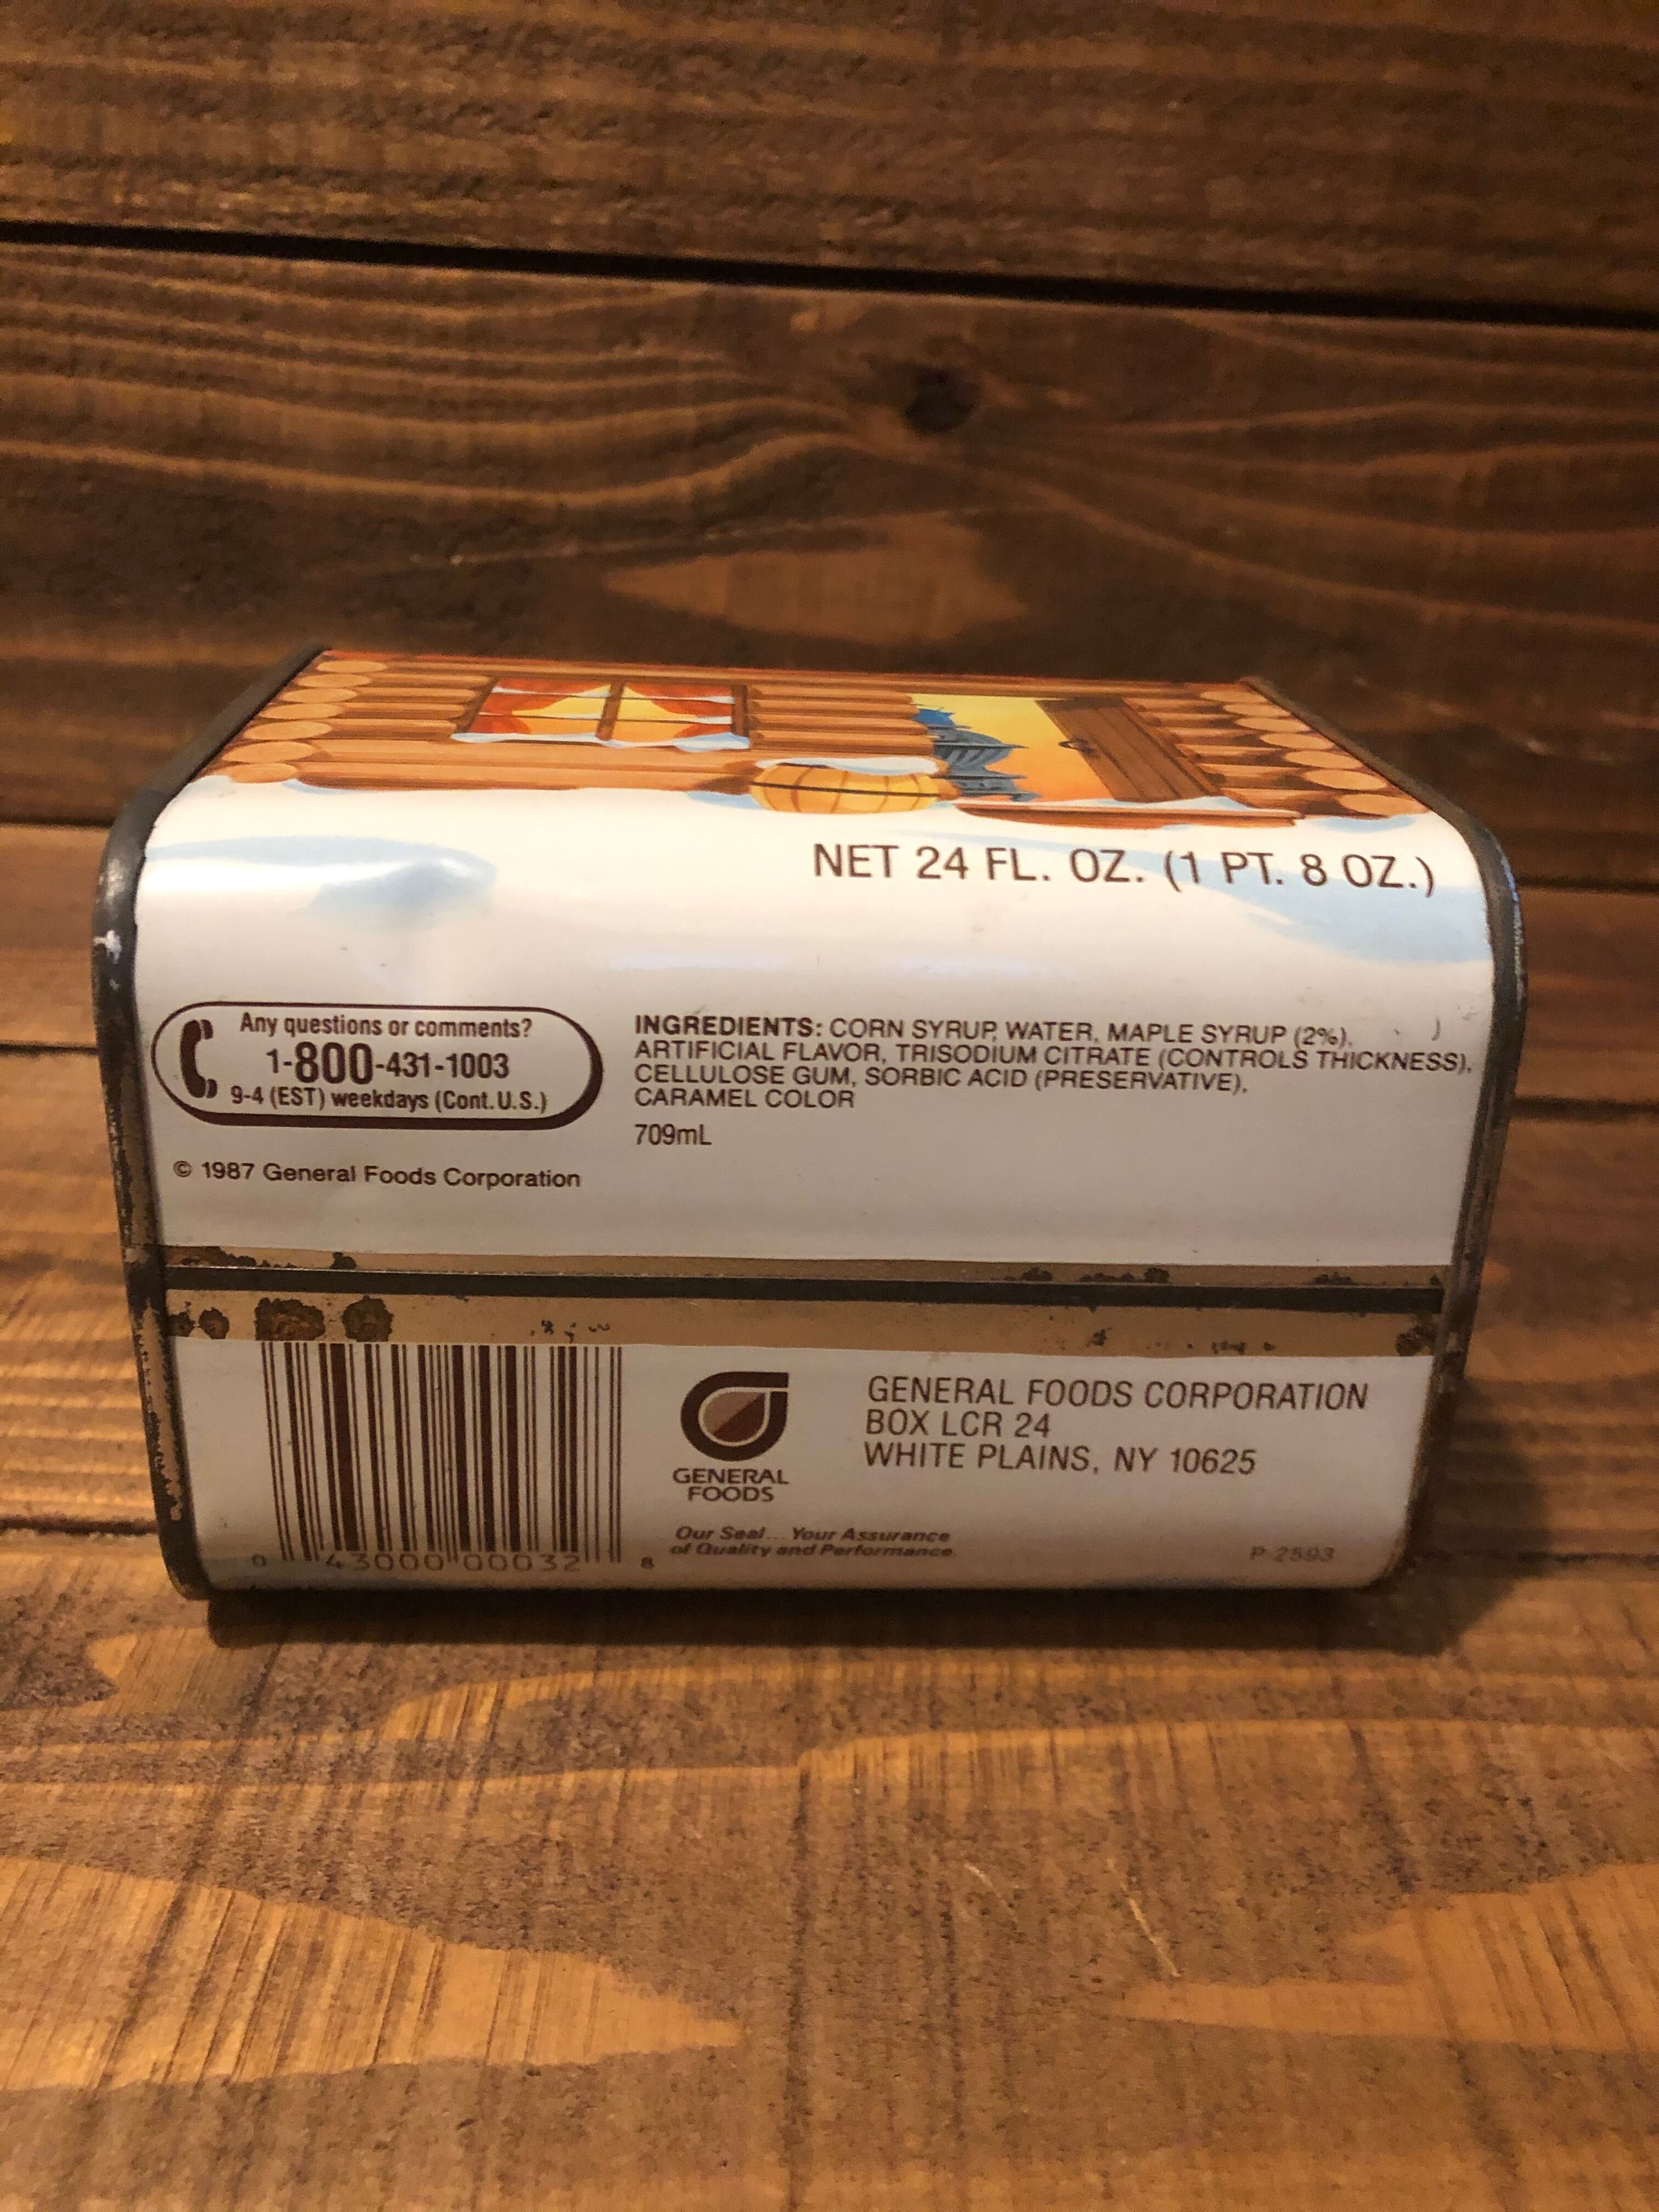 NET 24 FL. OZ. (1 PT. 8 OZ.)
Any questions or comments?
1-800-431-1003
9-4 (EST) weekdays (Cont. U.S.)
© 1987 General Foods Corporation
INGREDIENTS: CORN SYRUP, WATER, MAPLE SYRUP (2%),
ARTIFICIAL FLAVOR, TRISODIUM CITRATE (CONTROLS THICKNESS),
CELLULOSE GUM, SORBIC ACID (PRESERVATIVE),
CARAMEL COLOR
709mL
0 43000 00032 8
GENERAL
FOODS
Our Seal... Your Assurance
of Quality and Performance
GENERAL FOODS CORPORATION
BOX LCR 24
WHITE PLAINS, NY 10625
P-2593